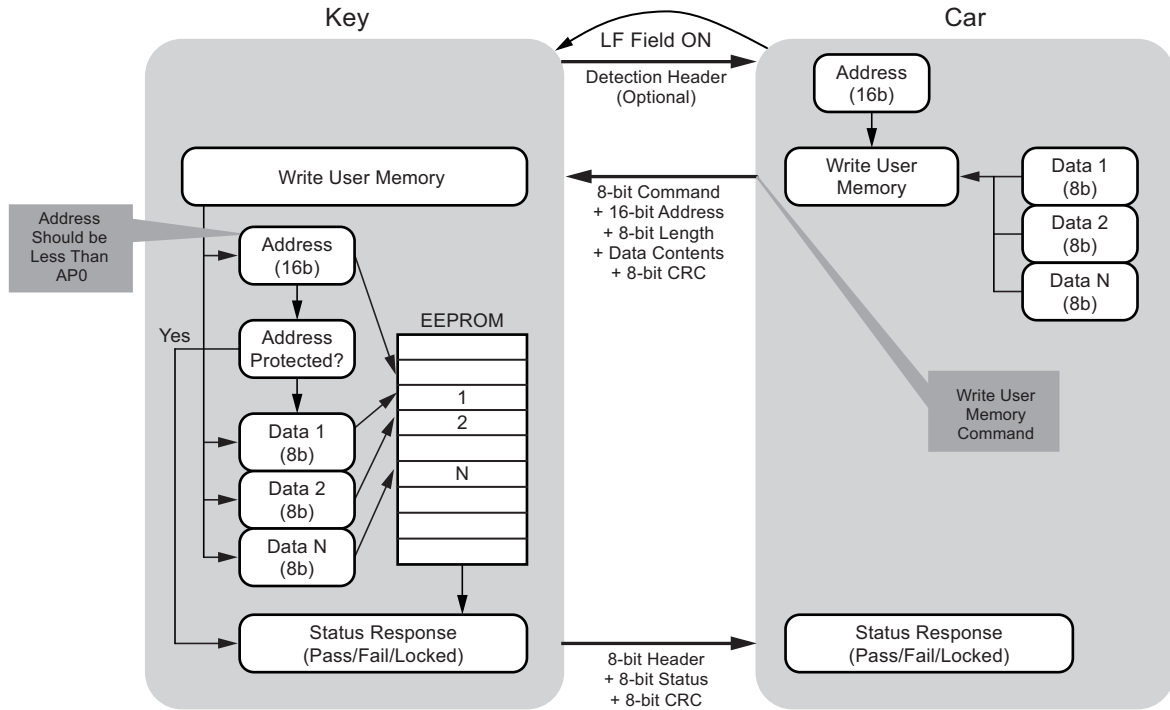 Key
Car
LF Field ON
Detection Header
(Optional)
Address
(16b)
Write User Memory
Write User
Memory
Data 1
(8b)
Data 2
(8b)
Data N
(8b)
8-bit Command
+ 16-bit Address
+ 8-bit Length
+ Data Contents
+ 8-bit CRC
Address
Should be
Less Than
AP0
Address
(16b)
Yes
Address
Protected?
EEPROM
1
2
N
Data 1
(8b)
Data 2
(8b)
Data N
(8b)
Write User
Memory
Command
Status Response
(Pass/Fail/Locked)
8-bit Header
+ 8-bit Status
+ 8-bit CRC
Status Response
(Pass/Fail/Locked)